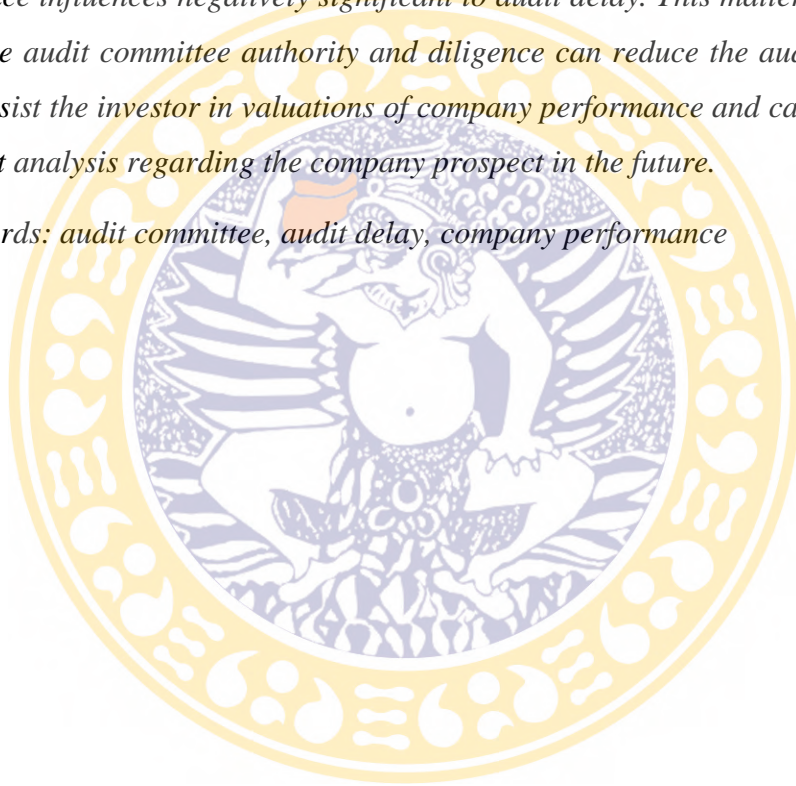 ce influences negatively significant to audit delay. This matter
e audit committee authority and diligence can reduce the au
sist the investor in valuations of company performance and ca
t analysis regarding the company prospect in the future.
rds: audit committee, audit delay, company performance